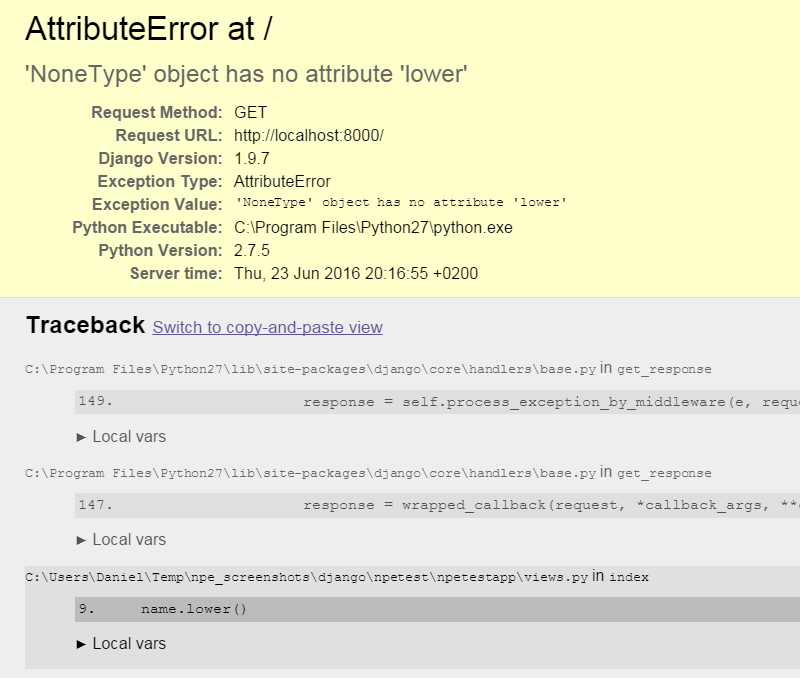 AttributeError at /
'NoneType' object has no attribute 'lower'
Request Method: GET
Request URL: http://localhost:8000/
Django Version: 1.9.7
Exception Type: AttributeError
Exception Value: 'NoneType' object has no attribute 'lower'
Python Executable: C:\Program Files\Python27\python.exe
Python Version: 2.7.5
Server time: Thu, 23 Jun 2016 20:16:55 +0200
Traceback Switch to copy-and-paste view
C:\Program Files\Python27\lib\site-packages\django\core\handlers\base.py in get_response
149. response = self.process_exception_by_middleware(e, requ
▶ Local vars
C:\Program Files\Python27\lib\site-packages\django\core\handlers\base.py in get_response
147. response = wrapped_callback(request, *callback_args, **
▶ Local vars
C:\Users\Daniel\Temp\npe_screenshots\django\npetest\npetestapp\views.py in index
9. name.lower()
▶ Local vars